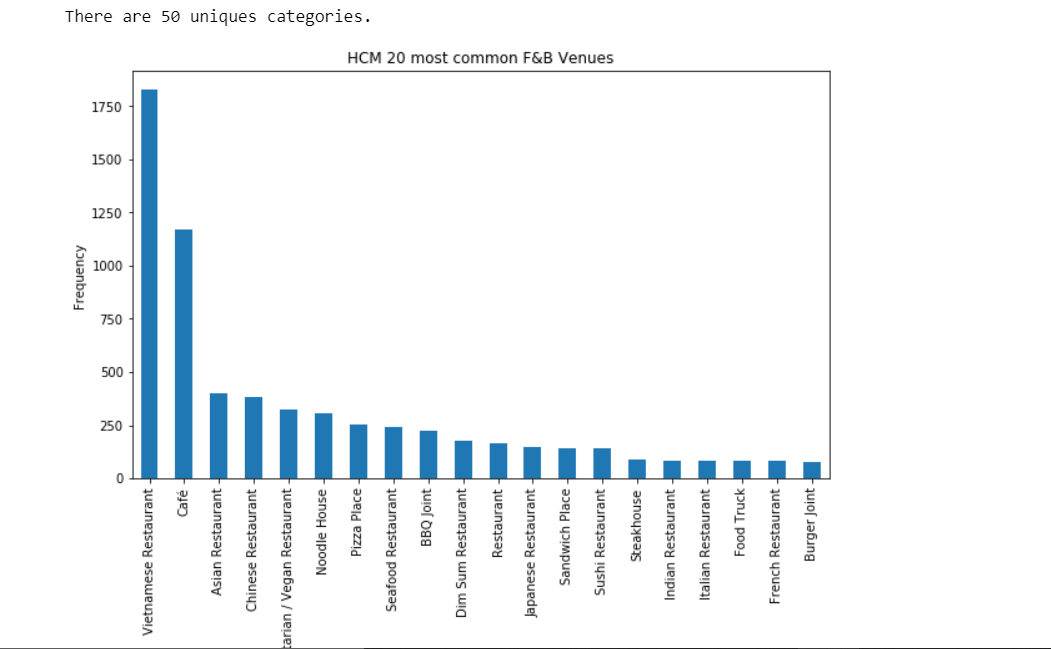 There are 50 uniques categories.
HCM 20 most common F&B Venues
Frequency
1750
1500
1250
1000
750
500
250
0
Vietnamese Restaurant
Café
Asian Restaurant
Chinese Restaurant
tarian / Vegan Restaurant
Noodle House
Pizza Place
Seafood Restaurant
BBQ Joint
Dim Sum Restaurant
Restaurant
Japanese Restaurant
Sandwich Place
Sushi Restaurant
Steakhouse
Indian Restaurant
Italian Restaurant
Food Truck
French Restaurant
Burger Joint